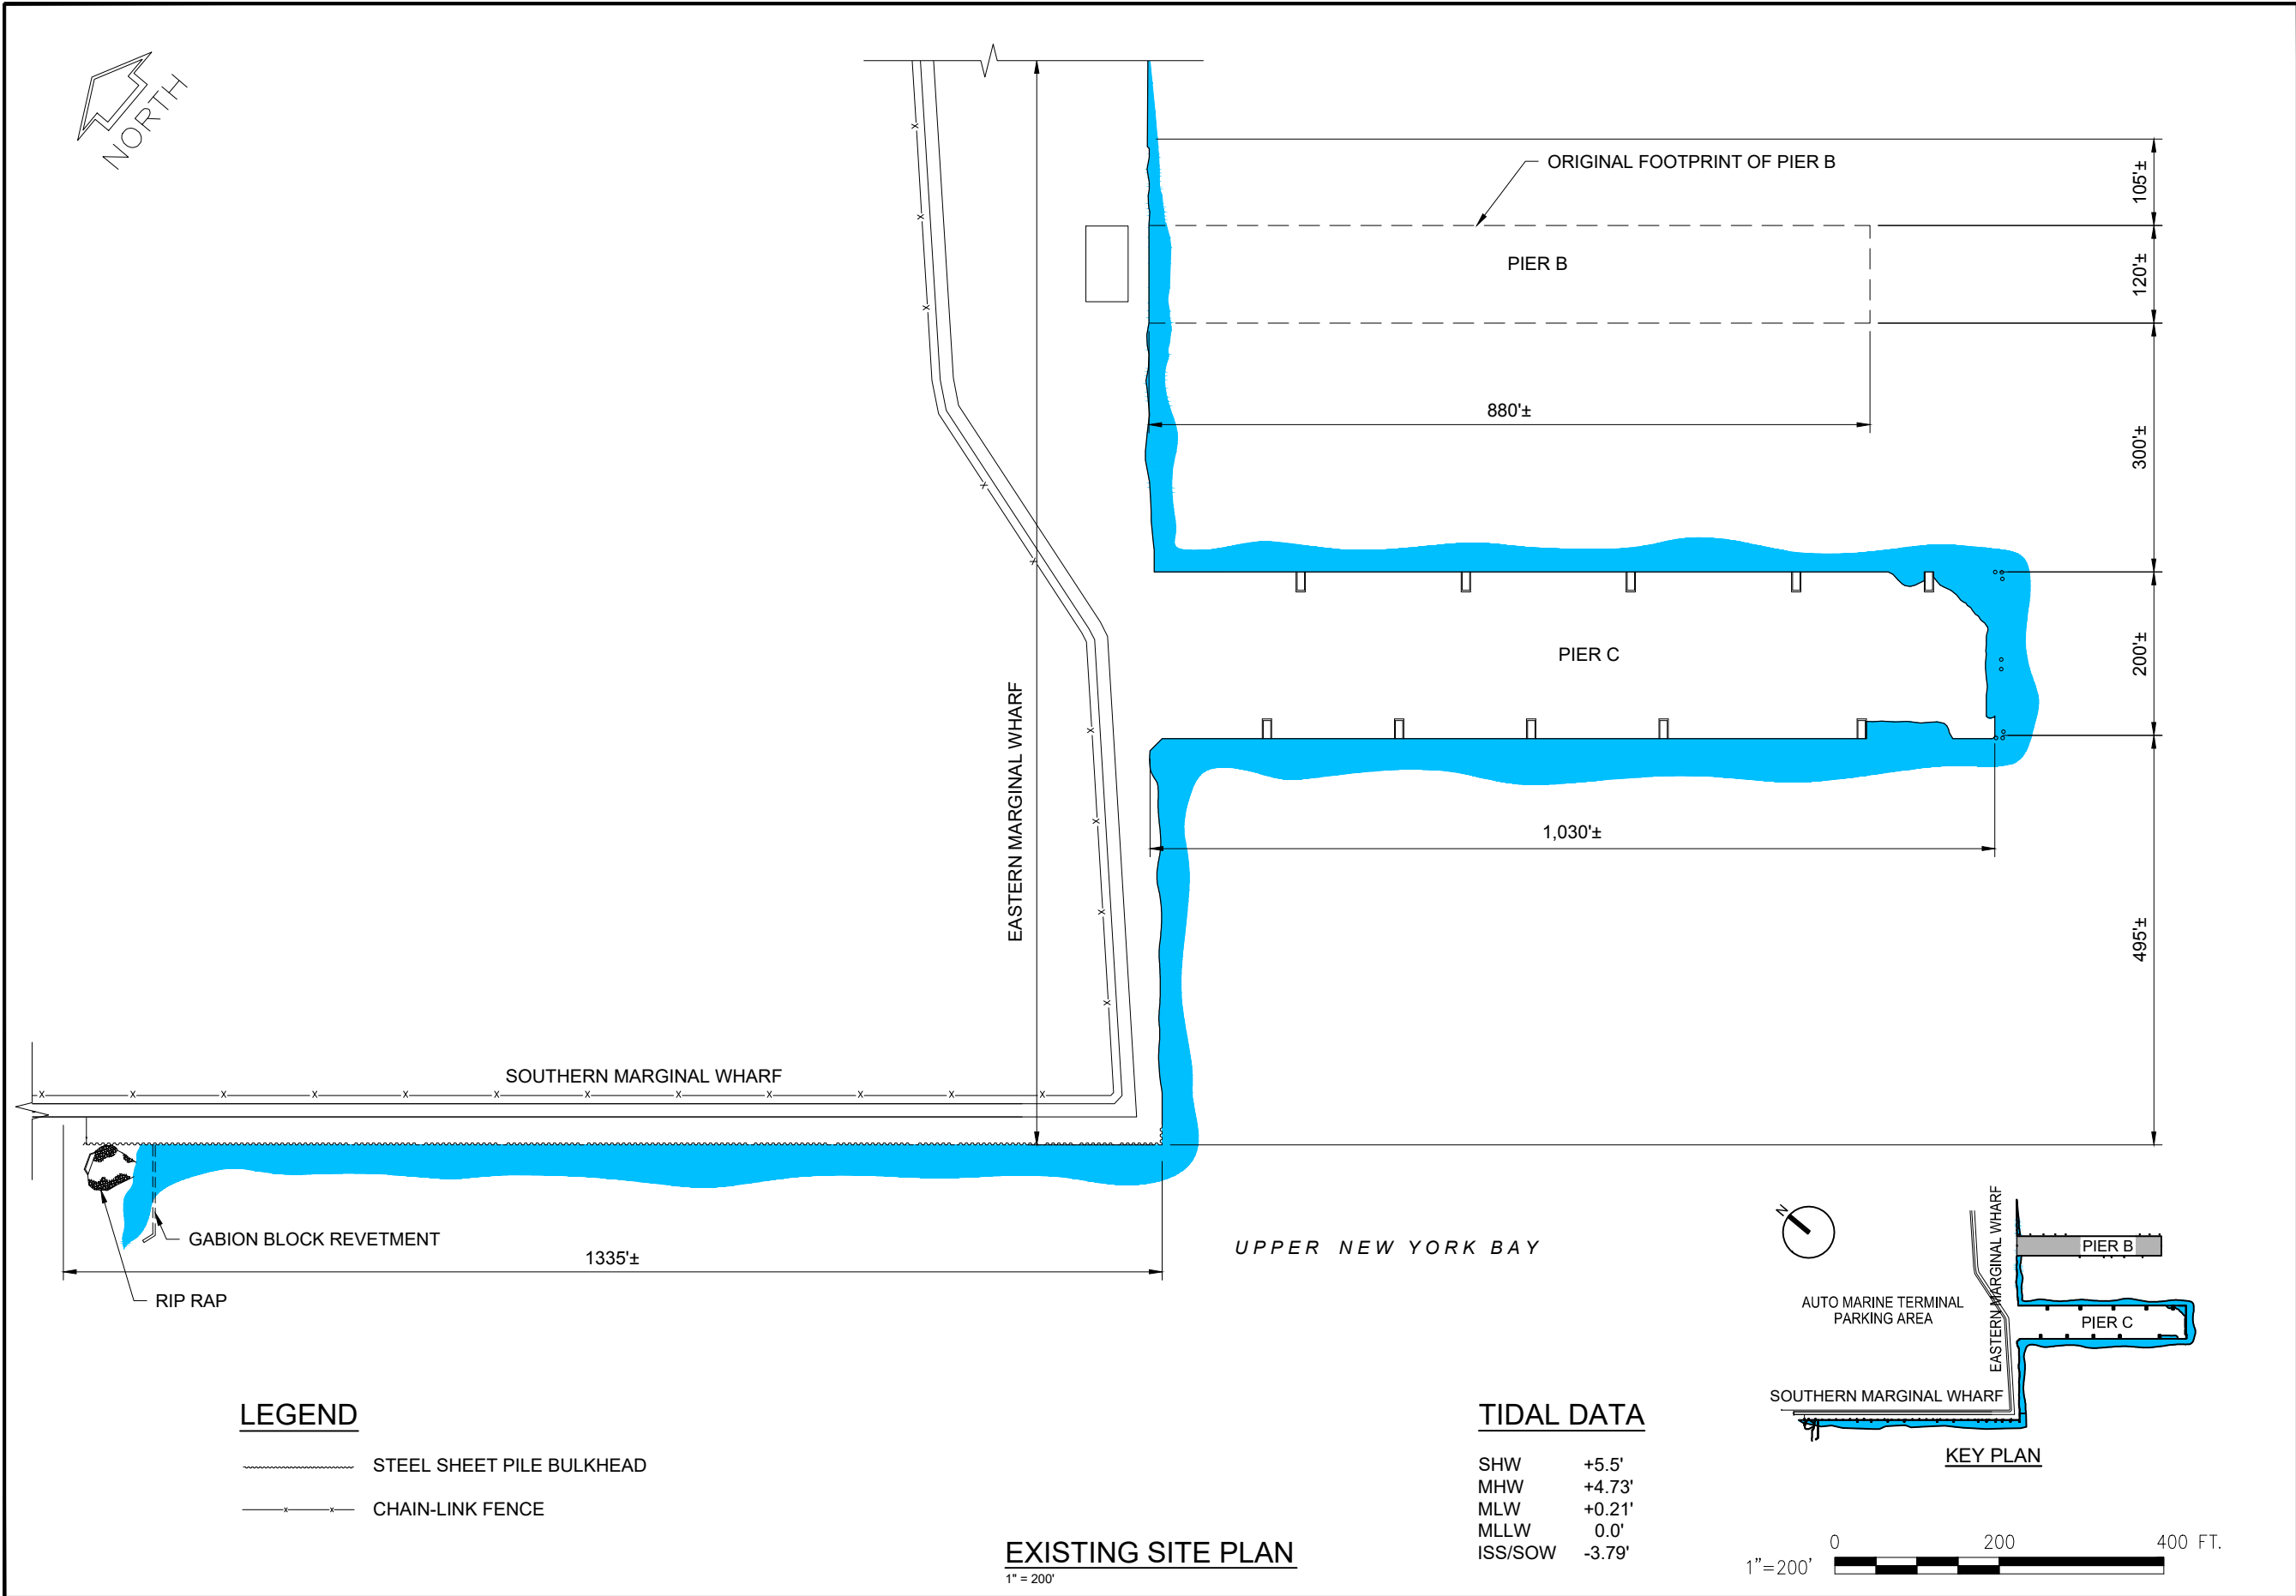 NORTH
ORIGINAL FOOTPRINT OF PIER B
105'±
PIER B
120'±
880'±
300'±
PIER C
200'±
EASTERN MARGINAL WHARF
1,030'±
495'±
SOUTHERN MARGINAL WHARF
GABION BLOCK REVETMENT
1335'±
RIP RAP
UPPER NEW YORK BAY
N
EASTERN MARGINAL WHARF
PIER B
AUTO MARINE TERMINAL
PARKING AREA
PIER C
SOUTHERN MARGINAL WHARF
KEY PLAN
LEGEND
STEEL SHEET PILE BULKHEAD
CHAIN-LINK FENCE
TIDAL DATA
SHW +5.5'
MHW +4.73'
MLW +0.21'
MLLW 0.0'
ISS/SOW -3.79'
EXISTING SITE PLAN
1" = 200'
0 200 400 FT.
1"=200'